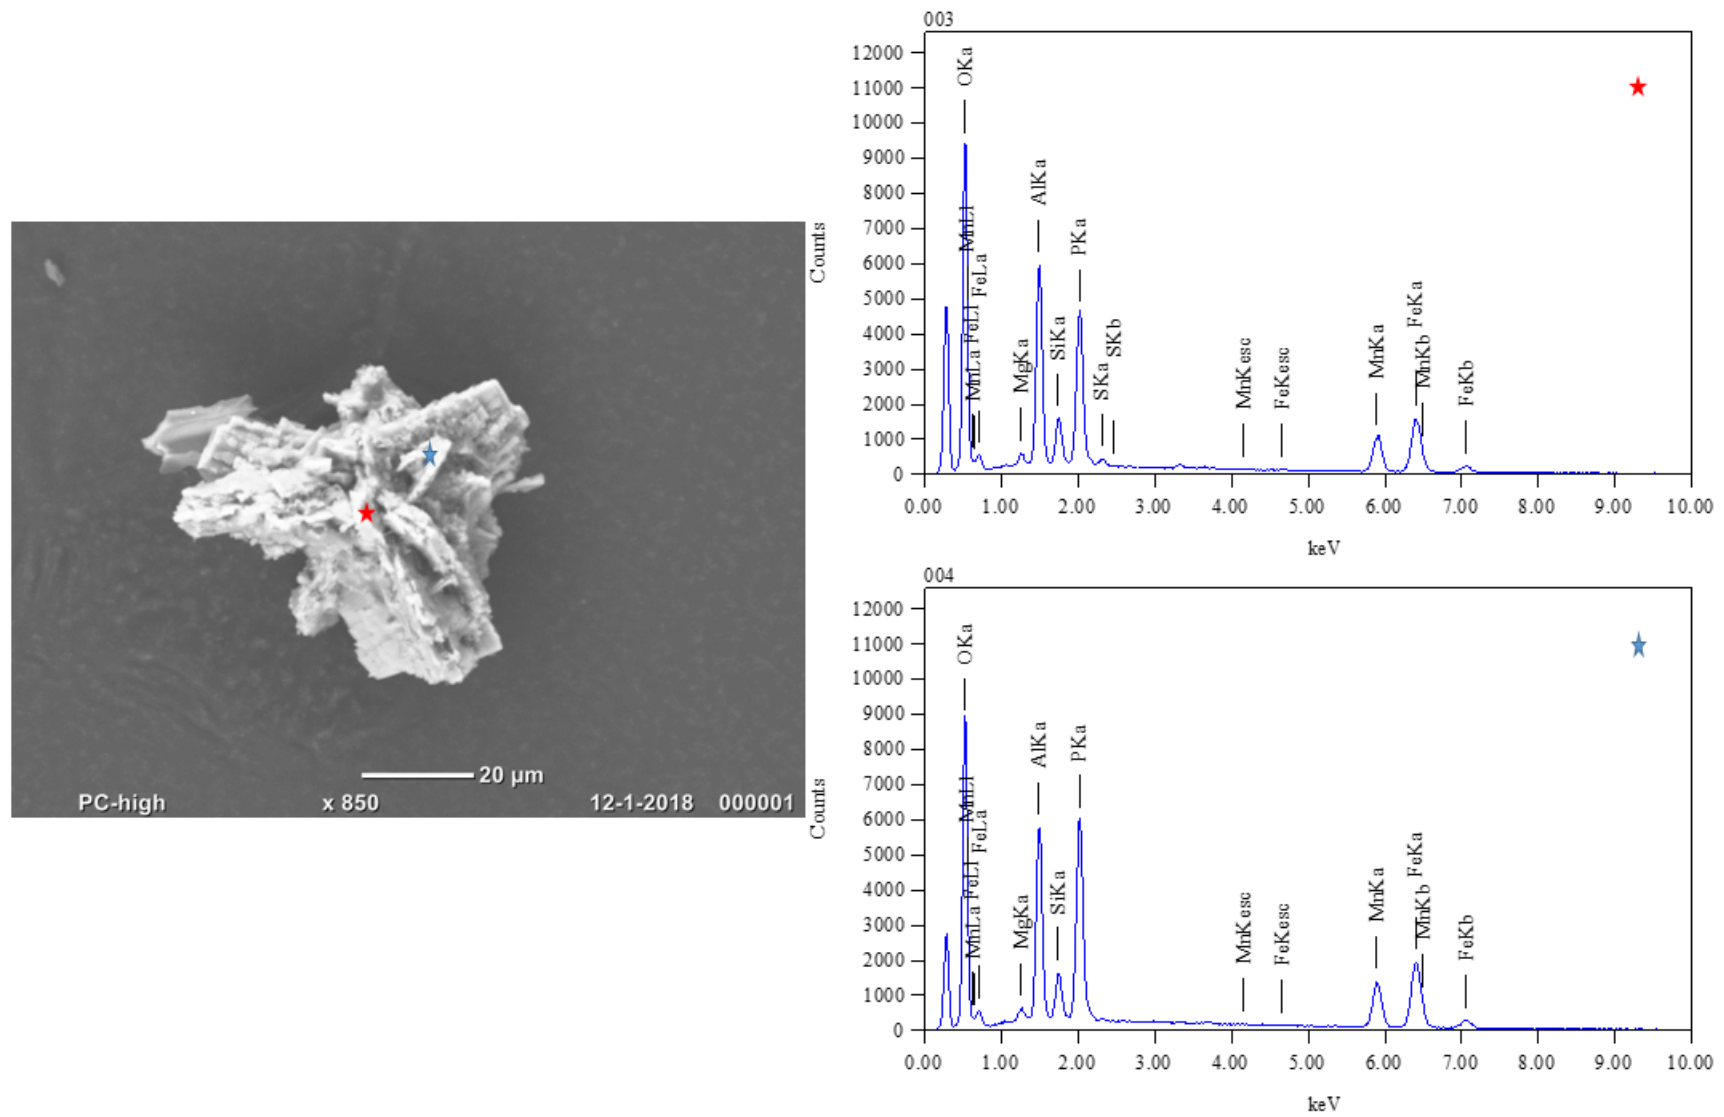 20 µm
PC-high x 850 12-1-2018 000001
003
Counts
12000
11000
10000
9000
8000
7000
6000
5000
4000
3000
2000
1000
0
OKa
MnLl
FeLa
FeLl
MnLa
MgKa
AlKa
SiKa
PKa
SKa
SKb
MnKesc
FeKesc
MnKa
FeKa
MnKb
FeKb
0.00 1.00 2.00 3.00 4.00 5.00 6.00 7.00 8.00 9.00 10.00
keV
004
Counts
12000
11000
10000
9000
8000
7000
6000
5000
4000
3000
2000
1000
0
OKa
MnLl
FeLa
FeLl
MnLa
MgKa
AlKa
SiKa
PKa
MnKesc
FeKesc
MnKa
FeKa
MnKb
FeKb
0.00 1.00 2.00 3.00 4.00 5.00 6.00 7.00 8.00 9.00 10.00
keV